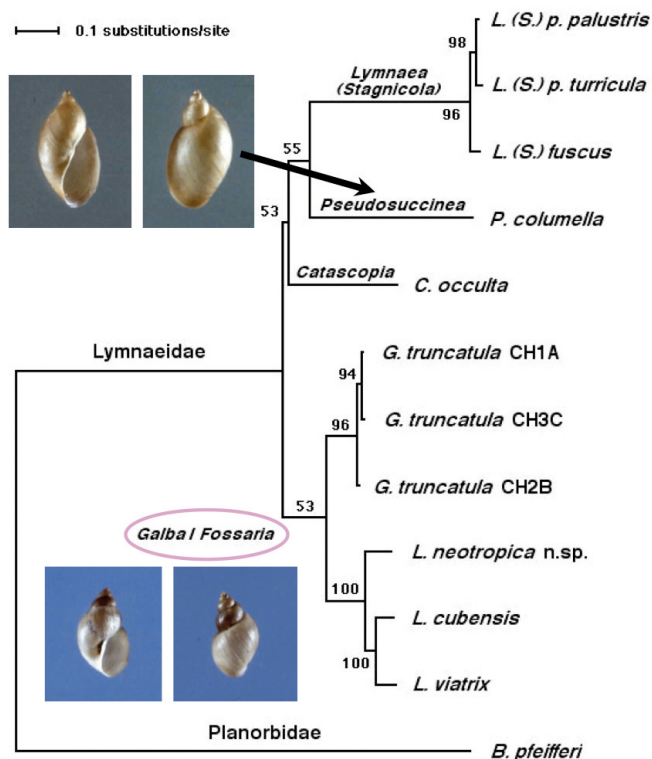 0.1 substitutions/site
L. (S.) p. palustris
98
Lymnaea
(Stagnicola)
L. (S.) p. turricula
96
L. (S.) fuscus
55
Pseudosuccinea
53
P. columella
Catascopia
C. occulta
Lymnaeidae
G. truncatula CH1A
94
G. truncatula CH3C
96
G. truncatula CH2B
53
Galba / Fossaria
L. neotropica n.sp.
100
L. cubensis
100
L. viatrix
Planorbidae
B. pfeifferi